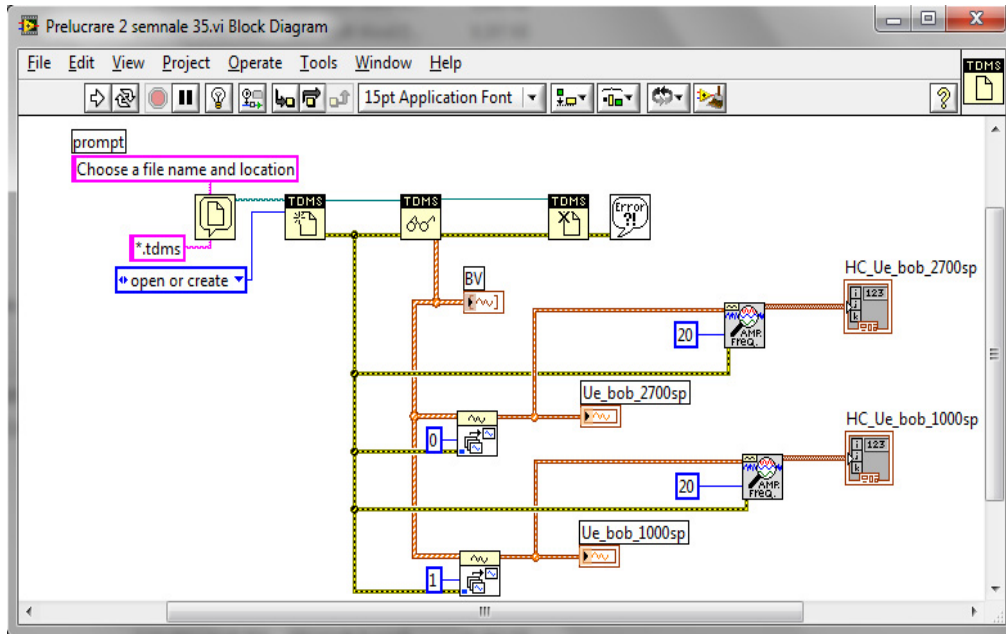 Prelucrare 2 semnale 35.vi Block Diagram
File Edit View Project Operate Tools Window Help
15pt Application Font
TDMS
prompt
Choose a file name and location
TDMS
TDMS
TDMS
Error
?!
*.tdms
open or create
BV
HC_Ue_bob_2700sp
i 123
j
k
20
AMP.
FREQ.
Ue_bob_2700sp
0
HC_Ue_bob_1000sp
i 123
j
k
20
AMP.
FREQ.
Ue_bob_1000sp
1